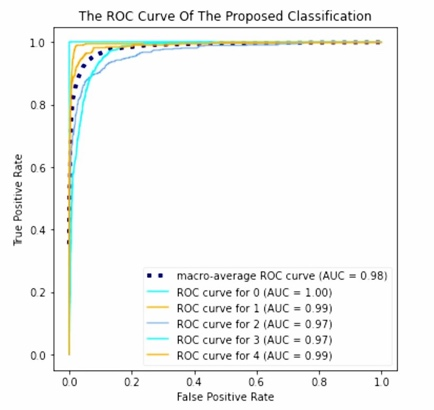 The ROC Curve Of The Proposed Classification
1.0
0.8
0.6
0.4
0.2
0.0
True Positive Rate
macro-average ROC curve (AUC = 0.98)
ROC curve for 0 (AUC = 1.00)
ROC curve for 1 (AUC = 0.99)
ROC curve for 2 (AUC = 0.97)
ROC curve for 3 (AUC = 0.97)
ROC curve for 4 (AUC = 0.99)
0.0 0.2 0.4 0.6 0.8 1.0
False Positive Rate